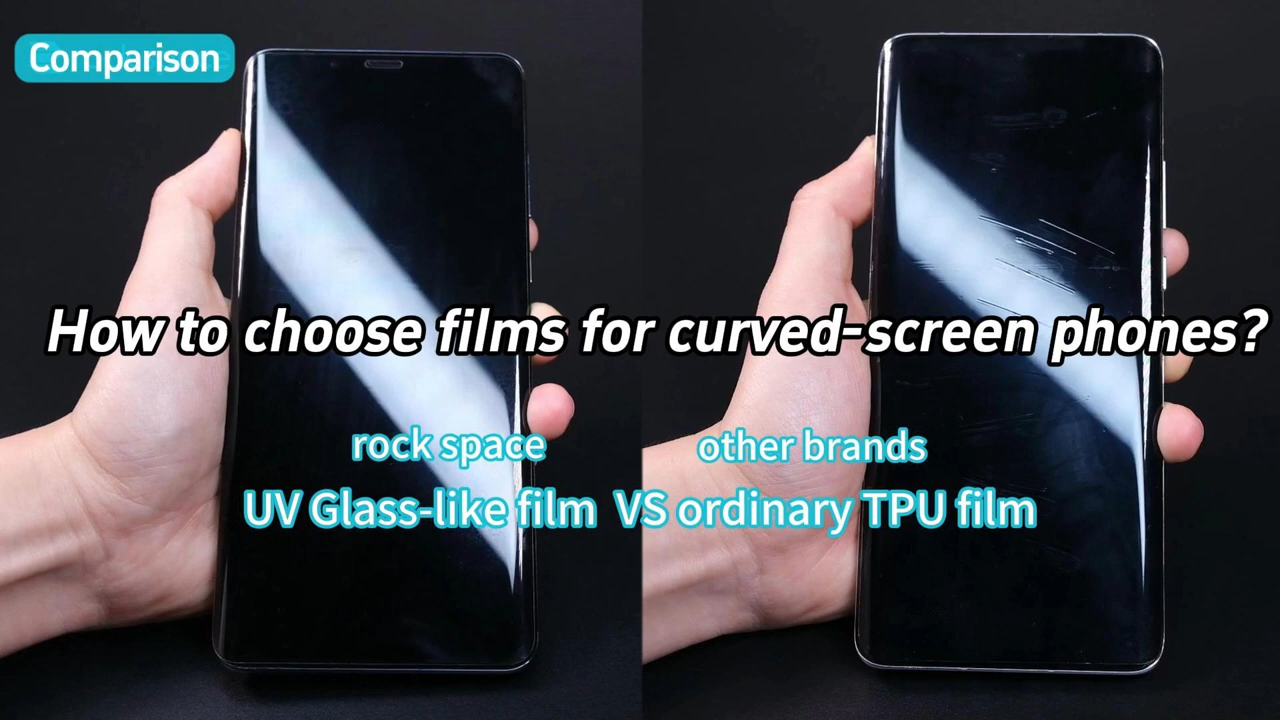 Comparison
How to choose films for curved-screen phones?
rock space other brands
UV Glass-like film VS ordinary TPU film